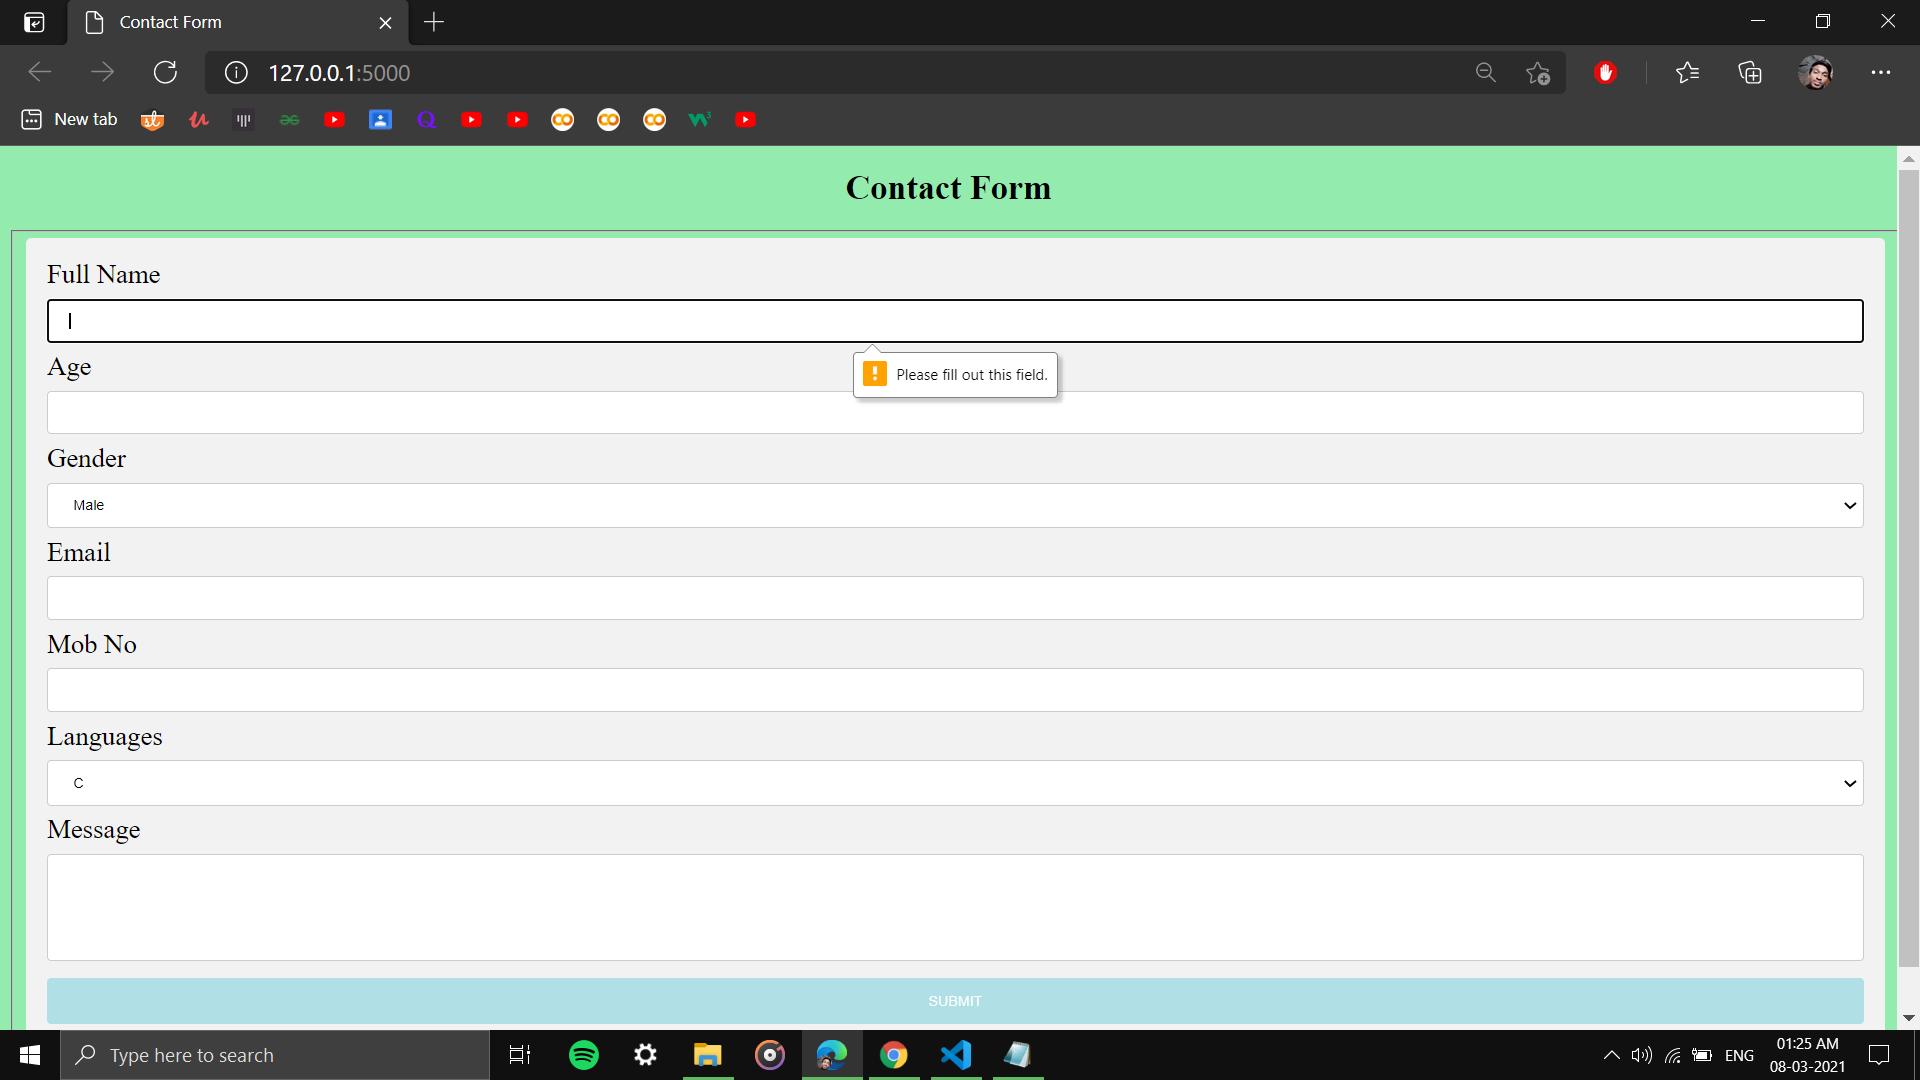 Contact Form
127.0.0.1:5000
New tab
Contact Form
Full Name
Please fill out this field.
Age
Gender
Male
Email
Mob No
Languages
C
Message
SUBMIT
Type here to search
ENG
01:25 AM
08-03-2021